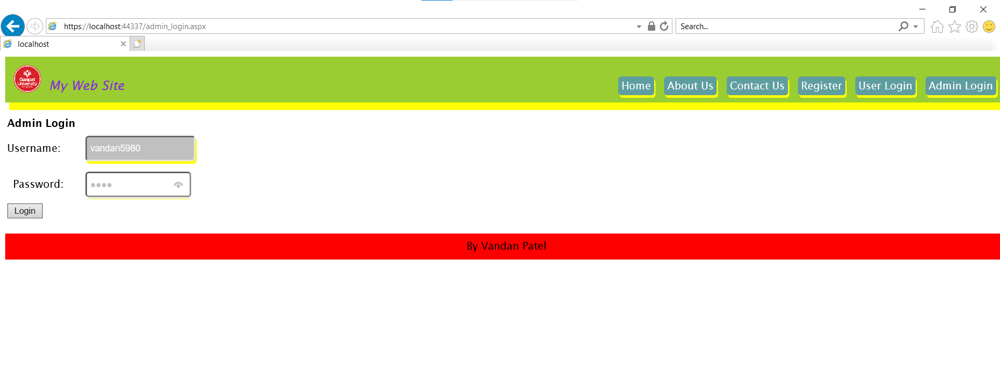 https://localhost:44337/admin_login.aspx
Search...
localhost
Ganpat
University
My Web Site
Home
About Us
Contact Us
Register
User Login
Admin Login
Admin Login
Username:
vandan5980
Password:
Login
By Vandan Patel